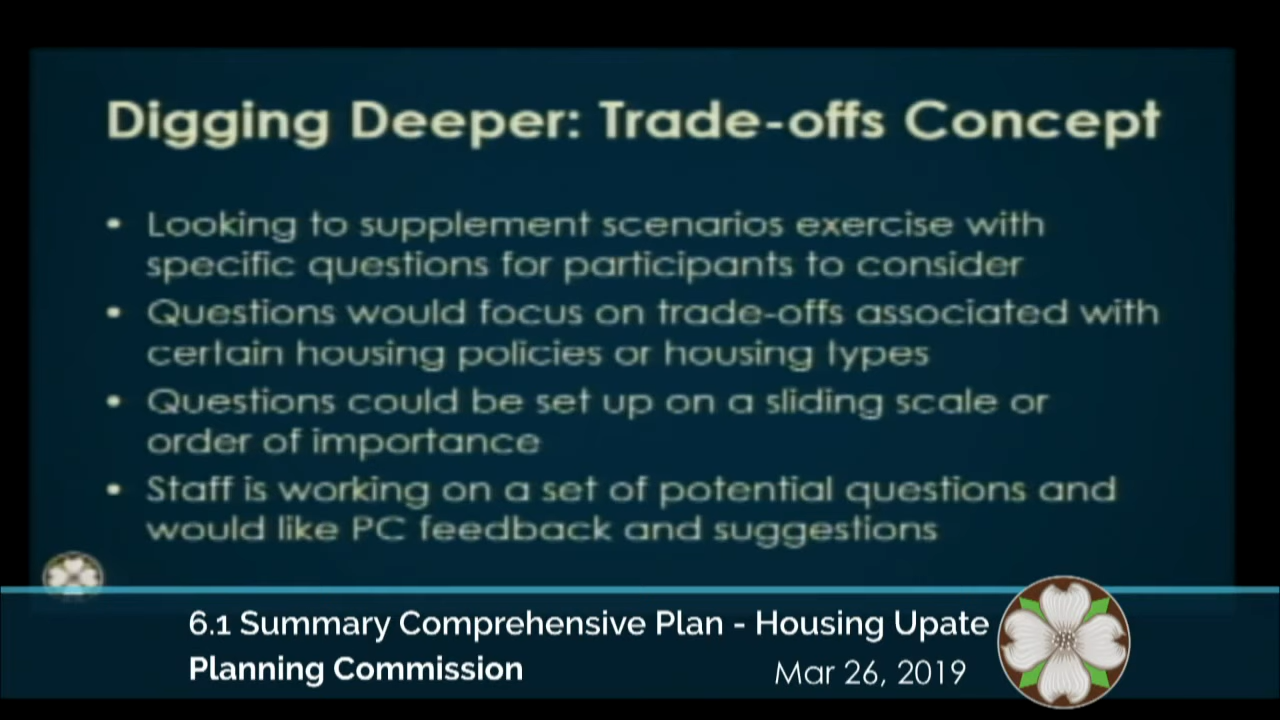 Digging Deeper: Trade-offs Concept
• Looking to supplement scenarios exercise with
specific questions for participants to consider
• Questions would focus on trade-offs associated with
certain housing policies or housing types
• Questions could be set up on a sliding scale or
order of importance
• Staff is working on a set of potential questions and
would like PC feedback and suggestions
6.1 Summary Comprehensive Plan - Housing Upate
Planning Commission
Mar 26, 2019